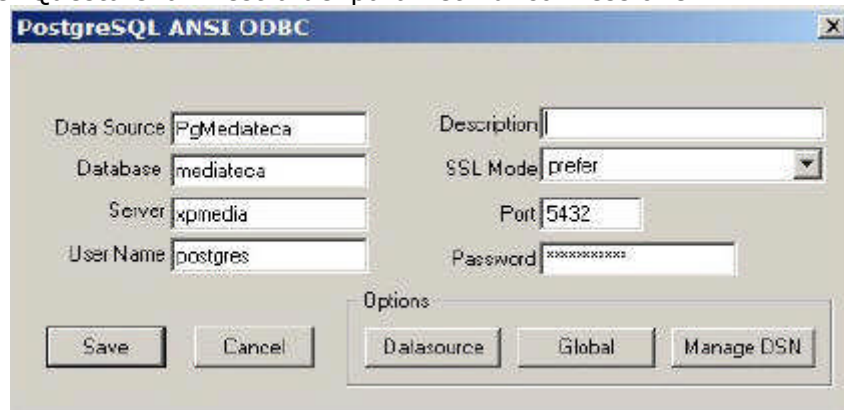 PostgreSQL ANSI ODBC
Data Source PgMediateca
Description
Database mediateca
SSL Mode prefer
Server xpmedia
Port 5432
User Name postgres
Password ***********
Options
Save Cancel Datasource Global Manage DSN